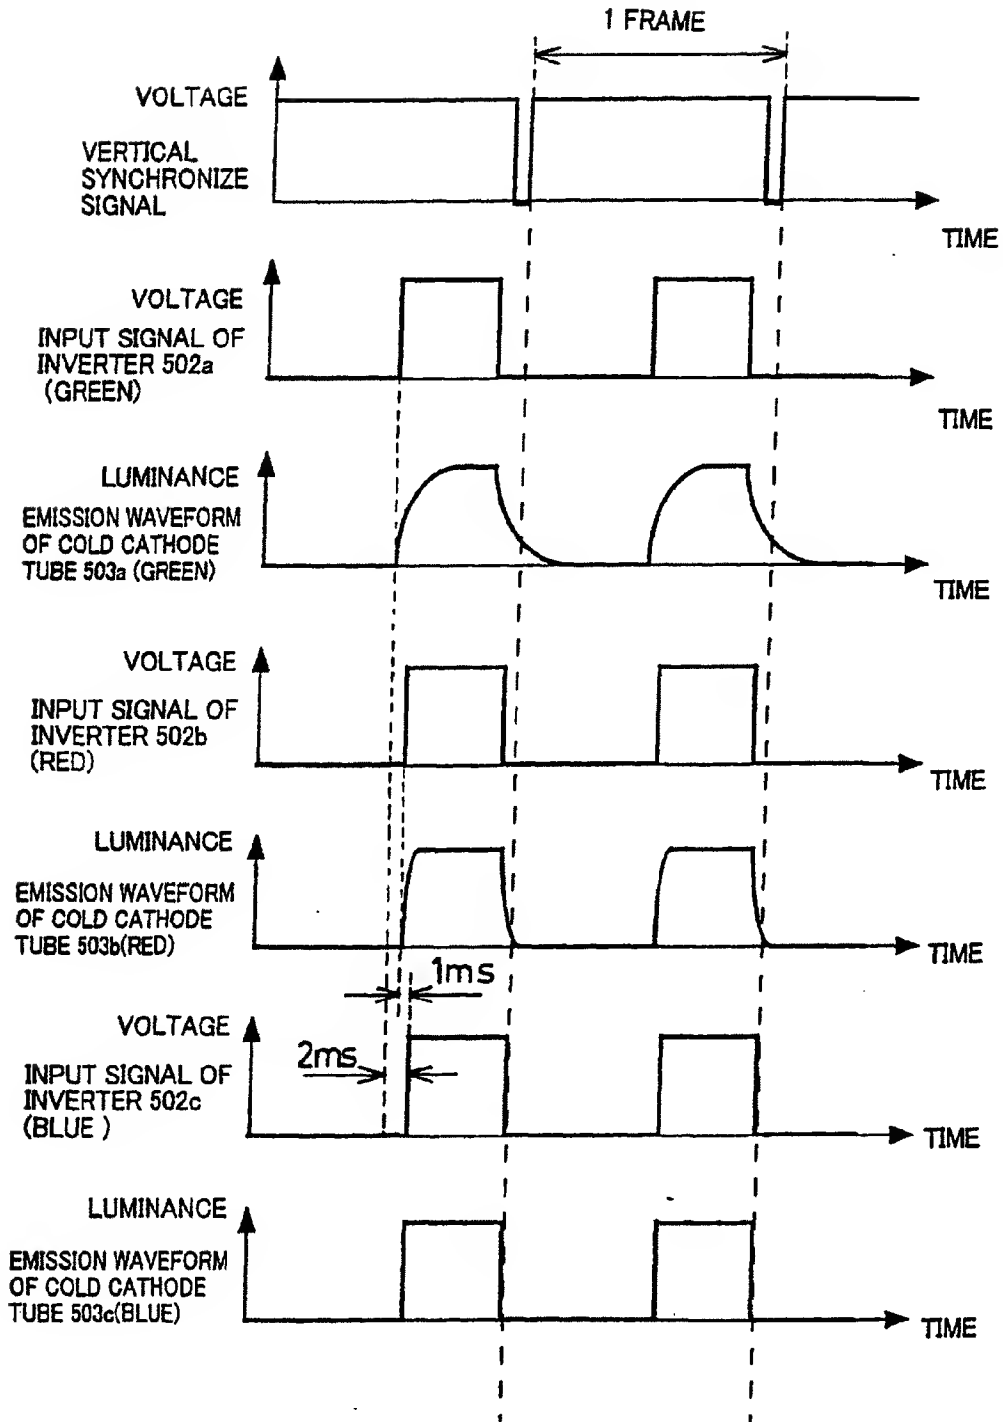 1 FRAME
VOLTAGE
VERTICAL
SYNCHRONIZE
SIGNAL
TIME
VOLTAGE
INPUT SIGNAL OF
INVERTER 502a
(GREEN)
TIME
LUMINANCE
EMISSION WAVEFORM
OF COLD CATHODE
TUBE 503a (GREEN)
TIME
VOLTAGE
INPUT SIGNAL OF
INVERTER 502b
(RED)
TIME
LUMINANCE
EMISSION WAVEFORM
OF COLD CATHODE
TUBE 503b(RED)
TIME
1ms
VOLTAGE
2ms
INPUT SIGNAL OF
INVERTER 502c
(BLUE )
TIME
LUMINANCE
EMISSION WAVEFORM
OF COLD CATHODE
TUBE 503c(BLUE)
TIME